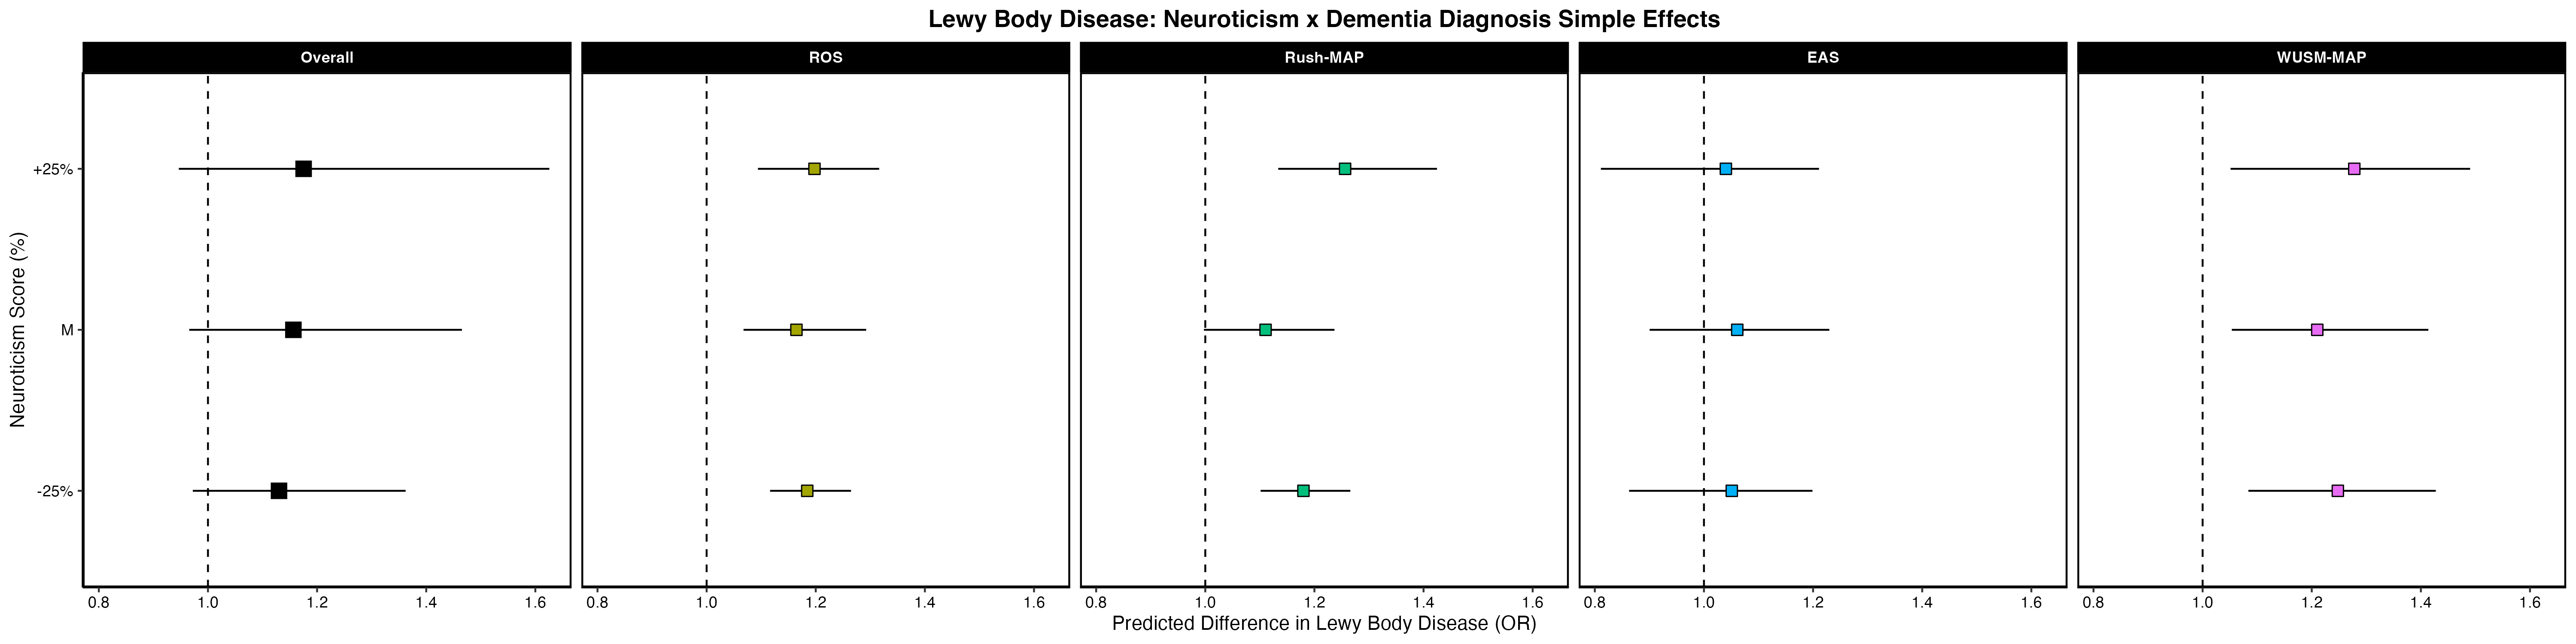 Lewy Body Disease: Neuroticism x Dementia Diagnosis Simple Effects
Overall
ROS
Rush-MAP
EAS
WUSM-MAP
Neuroticism Score (%)
+25%
M
-25%
0.8 1.0 1.2 1.4 1.6
0.8 1.0 1.2 1.4 1.6
0.8 1.0 1.2 1.4 1.6
0.8 1.0 1.2 1.4 1.6
0.8 1.0 1.2 1.4 1.6
Predicted Difference in Lewy Body Disease (OR)